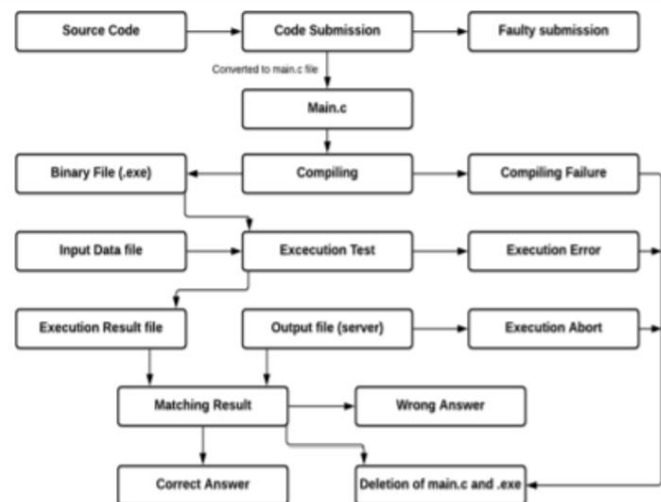 Source Code
Code Submission
Faulty submission
Converted to main.c file
Main.c
Binary File (.exe)
Compiling
Compiling Failure
Input Data file
Excecution Test
Execution Error
Execution Result file
Output file (server)
Execution Abort
Matching Result
Wrong Answer
Correct Answer
Deletion of main.c and .exe